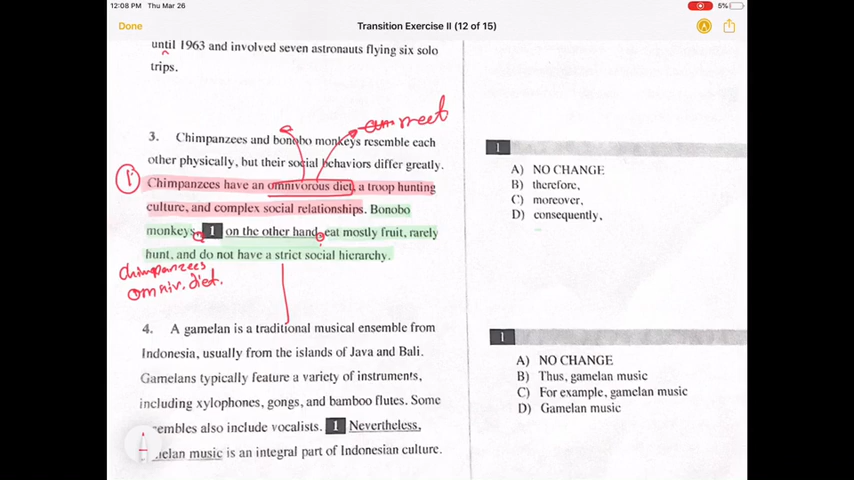 12:08 PM Thu Mar 26
5%
Done
Transition Exercise II (12 of 15)
until 1963 and involved seven astronauts flying six solo
trips.
meet
3. Chimpanzees and bonobo monkeys resemble each
other physically, but their social behaviors differ greatly.
1
Chimpanzees have an omnivorous diet, a troop hunting
culture, and complex social relationships. Bonobo
monkeys, 1 on the other hand, eat mostly fruit, rarely
hunt, and do not have a strict social hierarchy.
chimpanzees
omniv. diet.
1
A) NO CHANGE
B) therefore,
C) moreover,
D) consequently,
4. A gamelan is a traditional musical ensemble from
Indonesia, usually from the islands of Java and Bali.
Gamelans typically feature a variety of instruments,
including xylophones, gongs, and bamboo flutes. Some
embles also include vocalists. 1 Nevertheless,
melan music is an integral part of Indonesian culture.
1
A) NO CHANGE
B) Thus, gamelan music
C) For example, gamelan music
D) Gamelan music